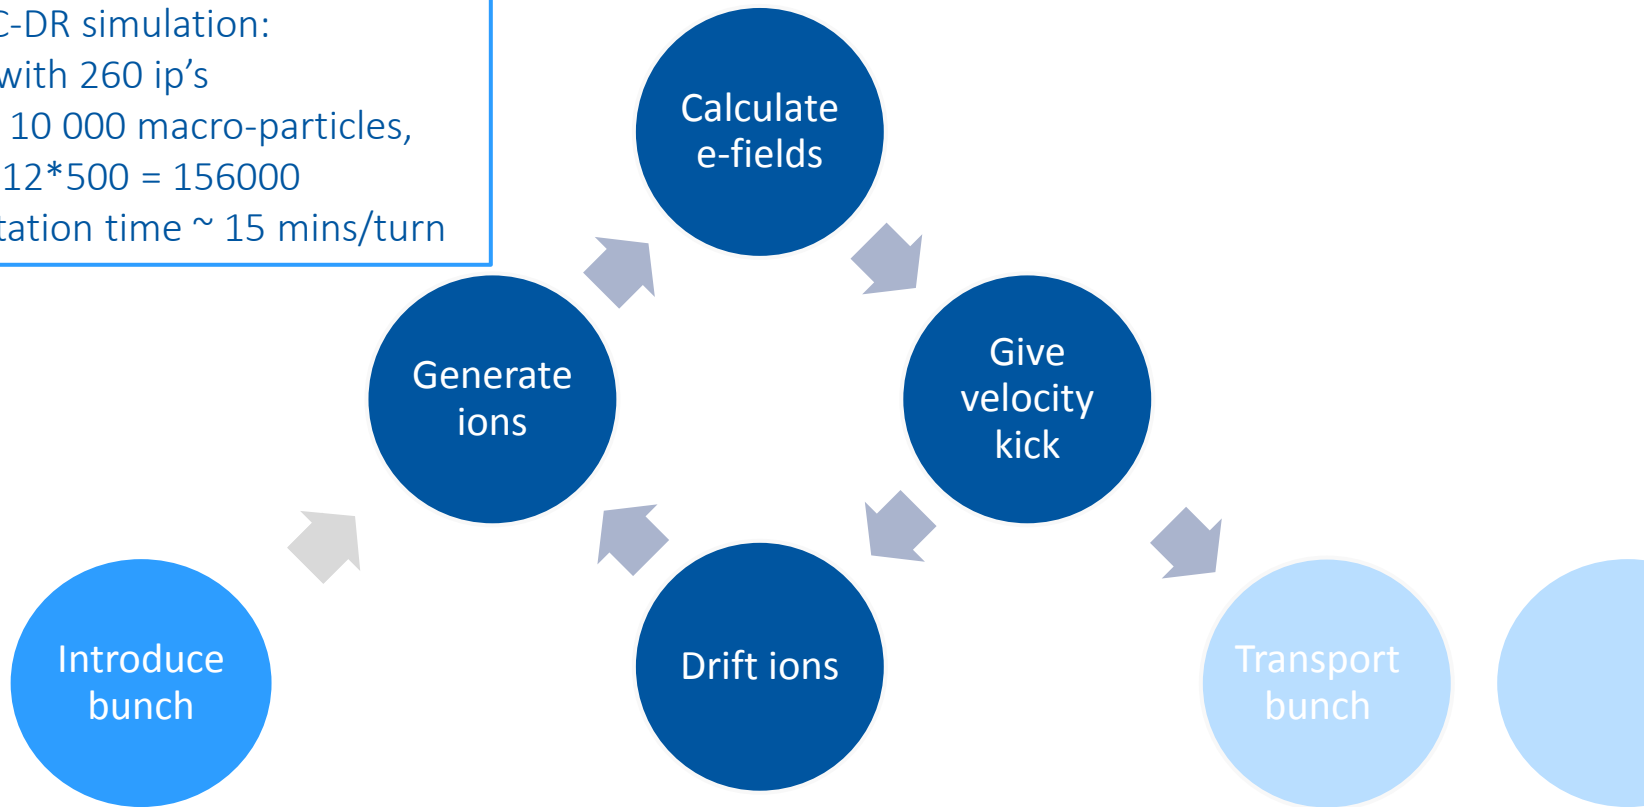 C-DR simulation:
with 260 ip's
10 000 macro-particles,
12*500 = 156000
tation time ~ 15 mins/turn
Calculate
e-fields
Generate
ions
Give
velocity
kick
Drift ions
Introduce
bunch
Transport
bunch